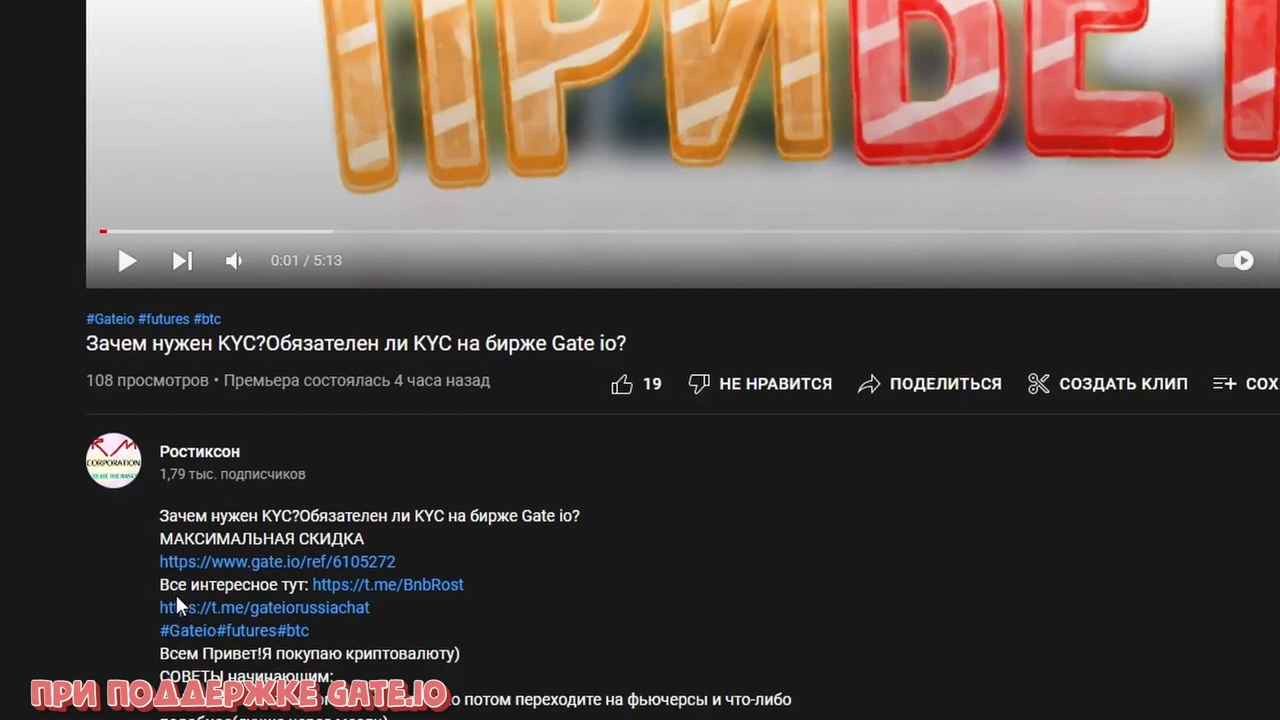 ПРИВЕТ
0:01 / 5:13
#Gateio #futures #btc
Зачем нужен KYC?Обязателен ли KYC на бирже Gate io?
108 просмотров • Премьера состоялась 4 часа назад
19 НЕ НРАВИТСЯ ПОДЕЛИТЬСЯ СОЗДАТЬ КЛИП СОХ
CORPORATION
Ростиксон
1,79 тыс. подписчиков
Зачем нужен KYC?Обязателен ли KYC на бирже Gate io?
МАКСИМАЛЬНАЯ СКИДКА
https://www.gate.io/ref/6105272
Все интересное тут: https://t.me/BnbRost
https://t.me/gateiorussiachat
#Gateio#futures#btc
Всем Привет!Я покупаю криптовалюту)
СОВЕТЫ начинающим:
потом переходите на фьючерсы и что-либо
ПРИ ПОДДЕРЖКЕ GATE.IO